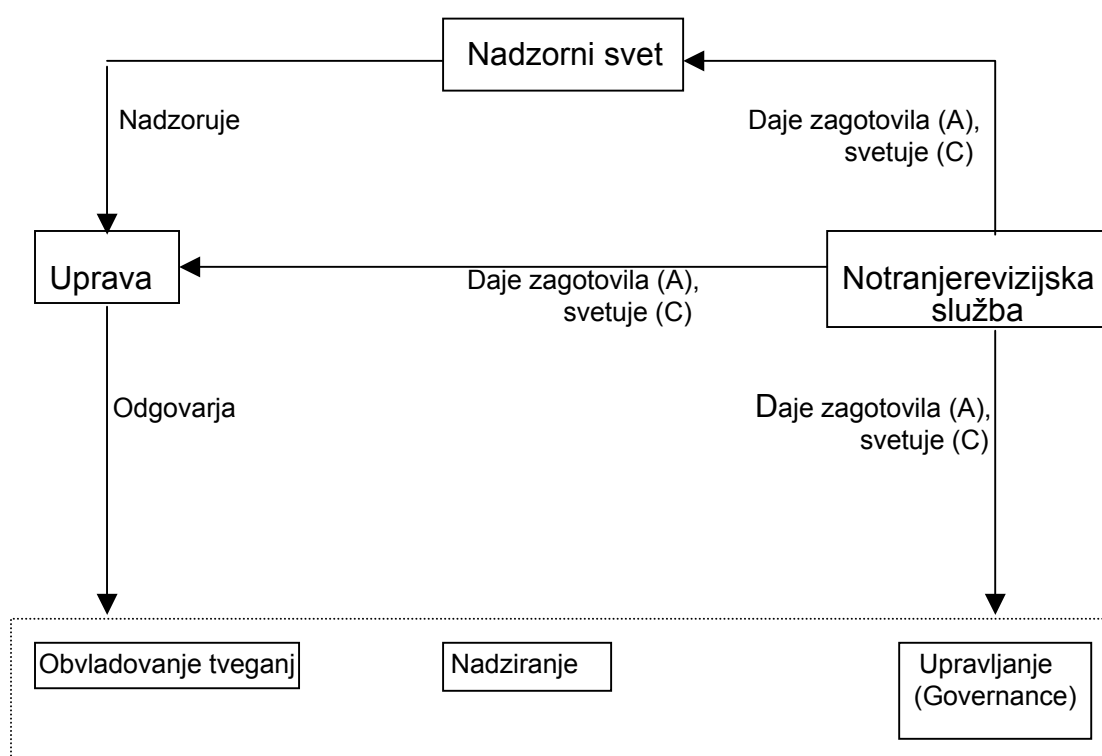 Nadzorni svet
Nadzoruje
Daje zagotovila (A),
svetuje (C)
Uprava
Daje zagotovila (A),
svetuje (C)
Notranjerevizijska
služba
Odgovarja
Daje zagotovila (A),
svetuje (C)
Obvladovanje tveganj
Nadziranje
Upravljanje
(Governance)